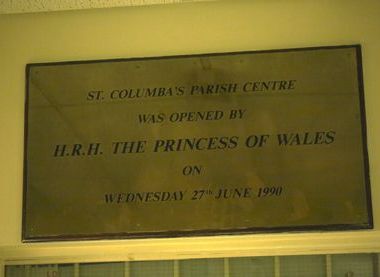 ST. COLUMBA'S PARISH CENTRE
WAS OPENED BY
H.R.H. THE PRINCESS OF WALES
ON
WEDNESDAY 27th JUNE 1990